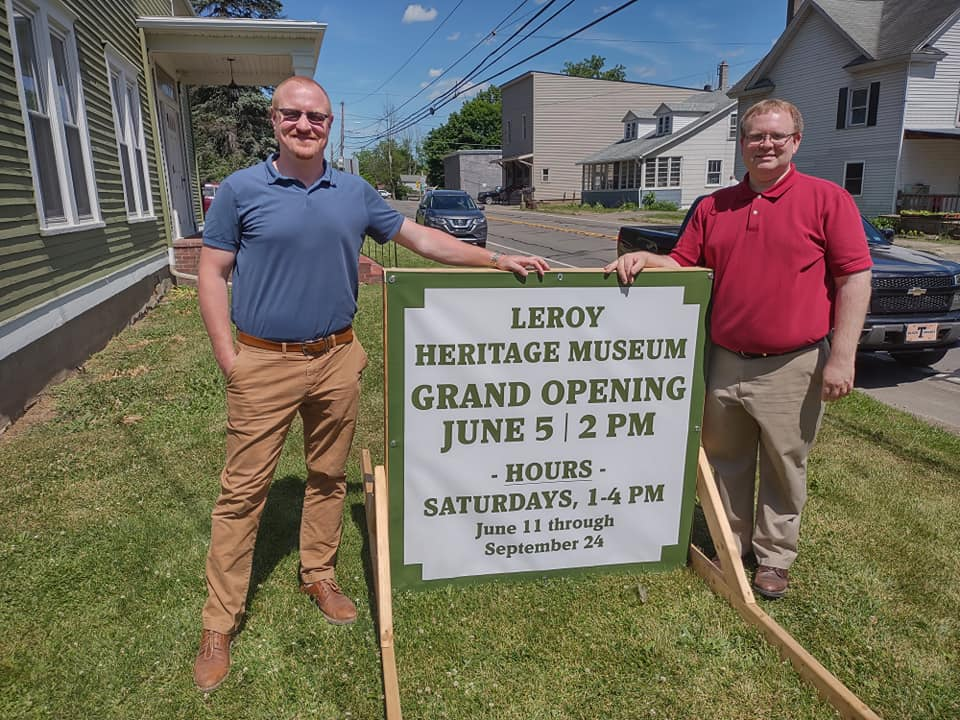 LEROY
HERITAGE MUSEUM
GRAND OPENING
JUNE 5 | 2 PM
- HOURS -
SATURDAYS, 1-4 PM
June 11 through
September 24